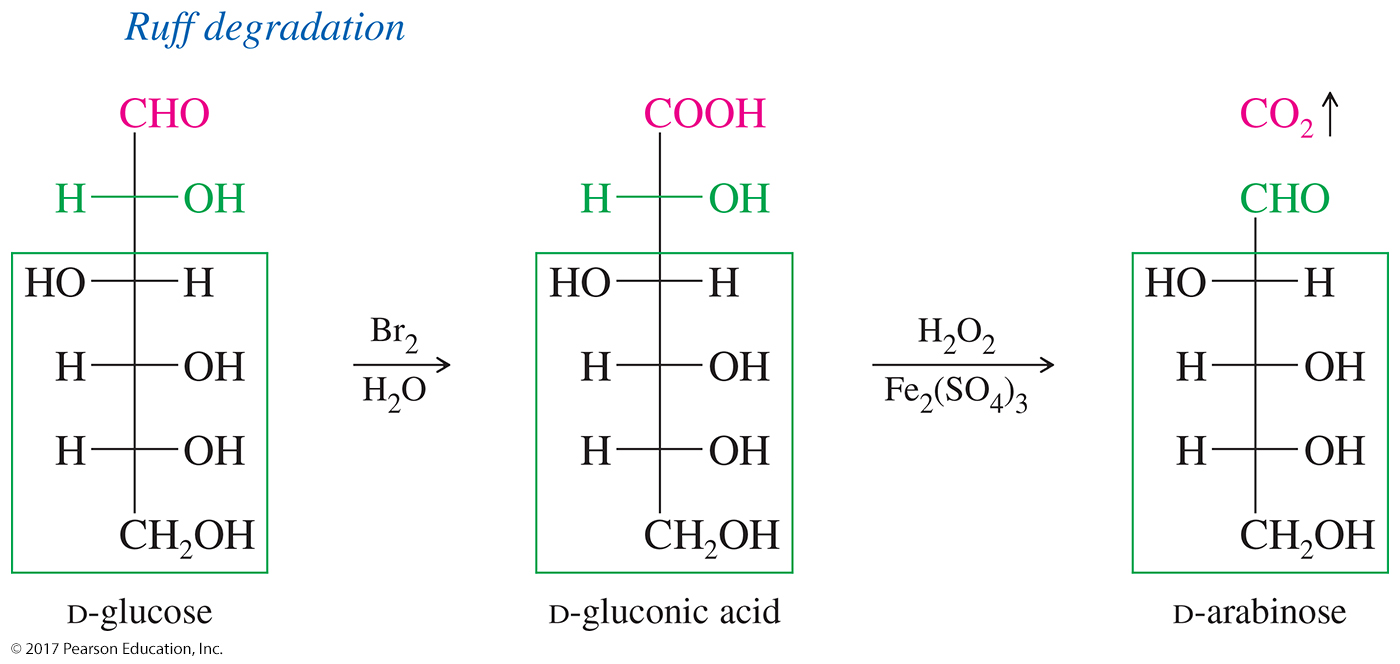 Ruff degradation
CHO COOH CO₂↑
H OH H OH CHO
HO H HO H HO H
Br₂ H₂O₂
H OH H OH H OH
H₂O Fe₂(SO₄)₃
H OH H OH H OH
CH₂OH CH₂OH CH₂OH
D-glucose D-gluconic acid D-arabinose
© 2017 Pearson Education, Inc.